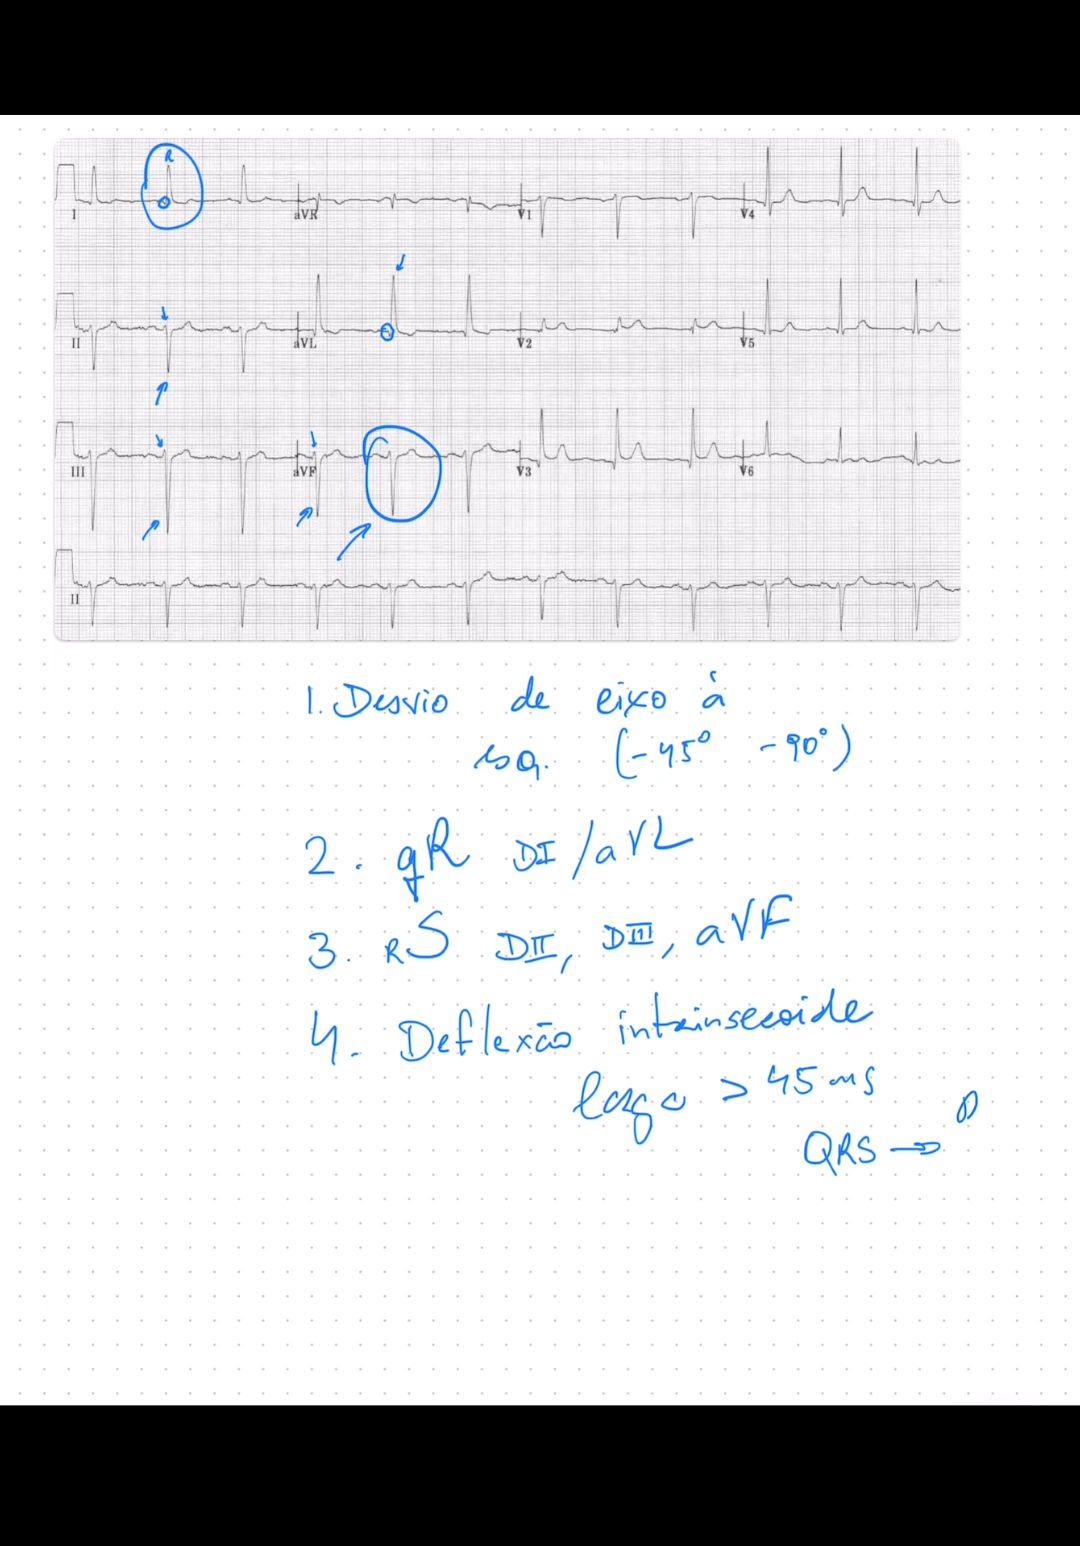 R
I
aVR
V1
V4
II
aVL
V2
V5
III
aVF
V3
V6
II
1. Desvio de eixo à
esq. (-45° -90°)
2. qR DI/aVL
3. RS DII, DIII, aVF
4. Deflexão intrinsecoide
larga > 45 ms
QRS →